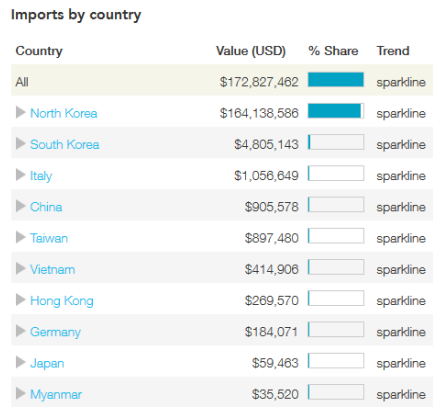 Imports by country
Country Value (USD) % Share Trend
All $172,827,462 sparkline
North Korea $164,138,586 sparkline
South Korea $4,805,143 sparkline
Italy $1,056,649 sparkline
China $905,578 sparkline
Taiwan $897,480 sparkline
Vietnam $414,906 sparkline
Hong Kong $269,570 sparkline
Germany $184,071 sparkline
Japan $59,463 sparkline
Myanmar $35,520 sparkline